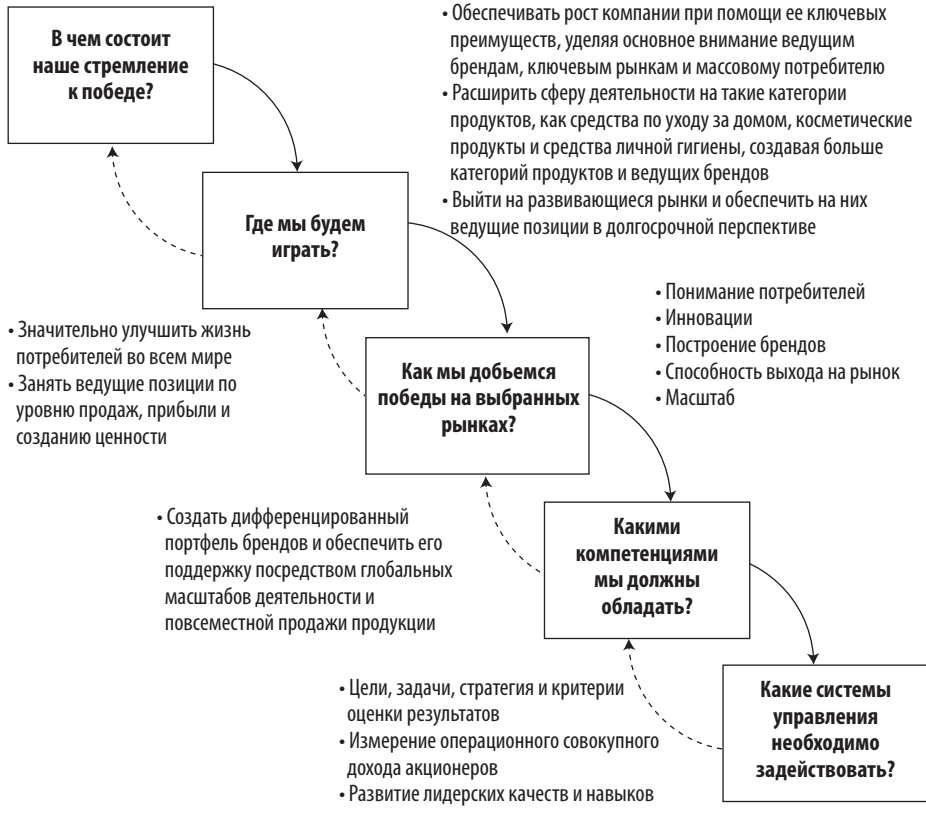 В чем состоит
наше стремление
к победе?
• Обеспечивать рост компании при помощи ее ключевых
преимуществ, уделяя основное внимание ведущим
брендам, ключевым рынкам и массовому потребителю
• Расширить сферу деятельности на такие категории
продуктов, как средства по уходу за домом, косметические
продукты и средства личной гигиены, создавая больше
категорий продуктов и ведущих брендов
• Выйти на развивающиеся рынки и обеспечить на них
ведущие позиции в долгосрочной перспективе
Где мы будем
играть?
• Значительно улучшить жизнь
потребителей во всем мире
• Занять ведущие позиции по
уровню продаж, прибыли и
созданию ценности
• Понимание потребителей
• Инновации
• Построение брендов
• Способность выхода на рынок
• Масштаб
Как мы добьемся
победы на выбранных
рынках?
• Создать дифференцированный
портфель брендов и обеспечить его
поддержку посредством глобальных
масштабов деятельности и
повсеместной продажи продукции
Какими
компетенциями
мы должны
обладать?
• Цели, задачи, стратегия и критерии
оценки результатов
• Измерение операционного совокупного
дохода акционеров
• Развитие лидерских качеств и навыков
Какие системы
управления
необходимо
задействовать?